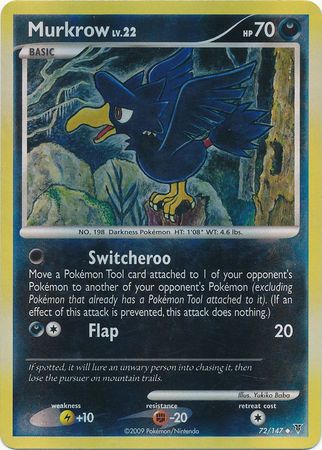 Murkrow LV.22 HP 70
BASIC
NO. 198 Darkness Pokémon HT: 1'08" WT: 4.6 lbs.
Switcheroo
Move a Pokémon Tool card attached to 1 of your opponent's
Pokémon to another of your opponent's Pokémon (excluding
Pokémon that already has a Pokémon Tool attached to it). (If an
effect of this attack is prevented, this attack does nothing.)
Flap 20
If spotted, it will lure an unwary person into chasing it, then
lose the pursuer on mountain trails.
Illus. Yukiko Baba
weakness resistance retreat cost
+10 -20
©2009 Pokémon/Nintendo 72/147